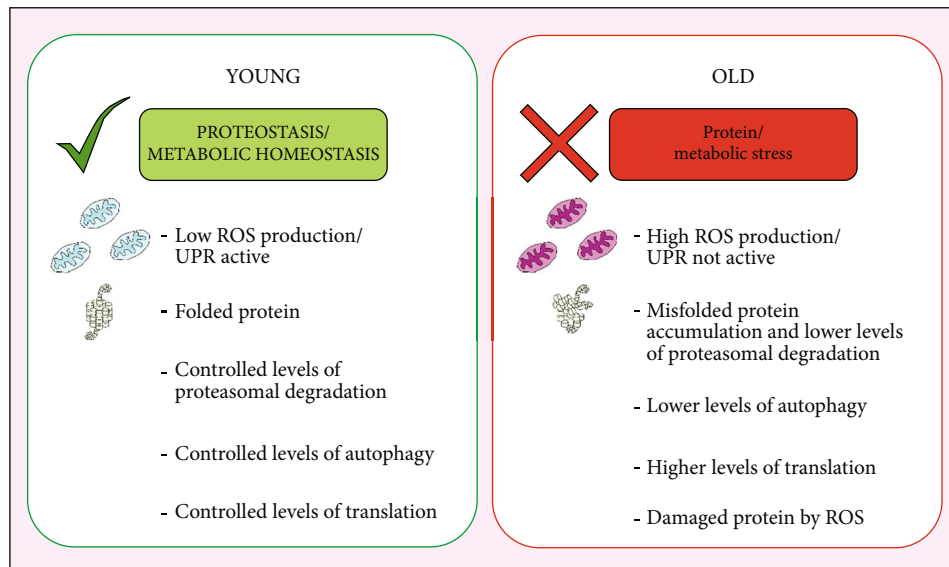 YOUNG
PROTEOSTASIS/
METABOLIC HOMEOSTASIS
- Low ROS production/
UPR active
- Folded protein
- Controlled levels of
proteasomal degradation
- Controlled levels of autophagy
- Controlled levels of translation
OLD
Protein/
metabolic stress
- High ROS production/
UPR not active
- Misfolded protein
accumulation and lower levels
of proteasomal degradation
- Lower levels of autophagy
- Higher levels of translation
- Damaged protein by ROS